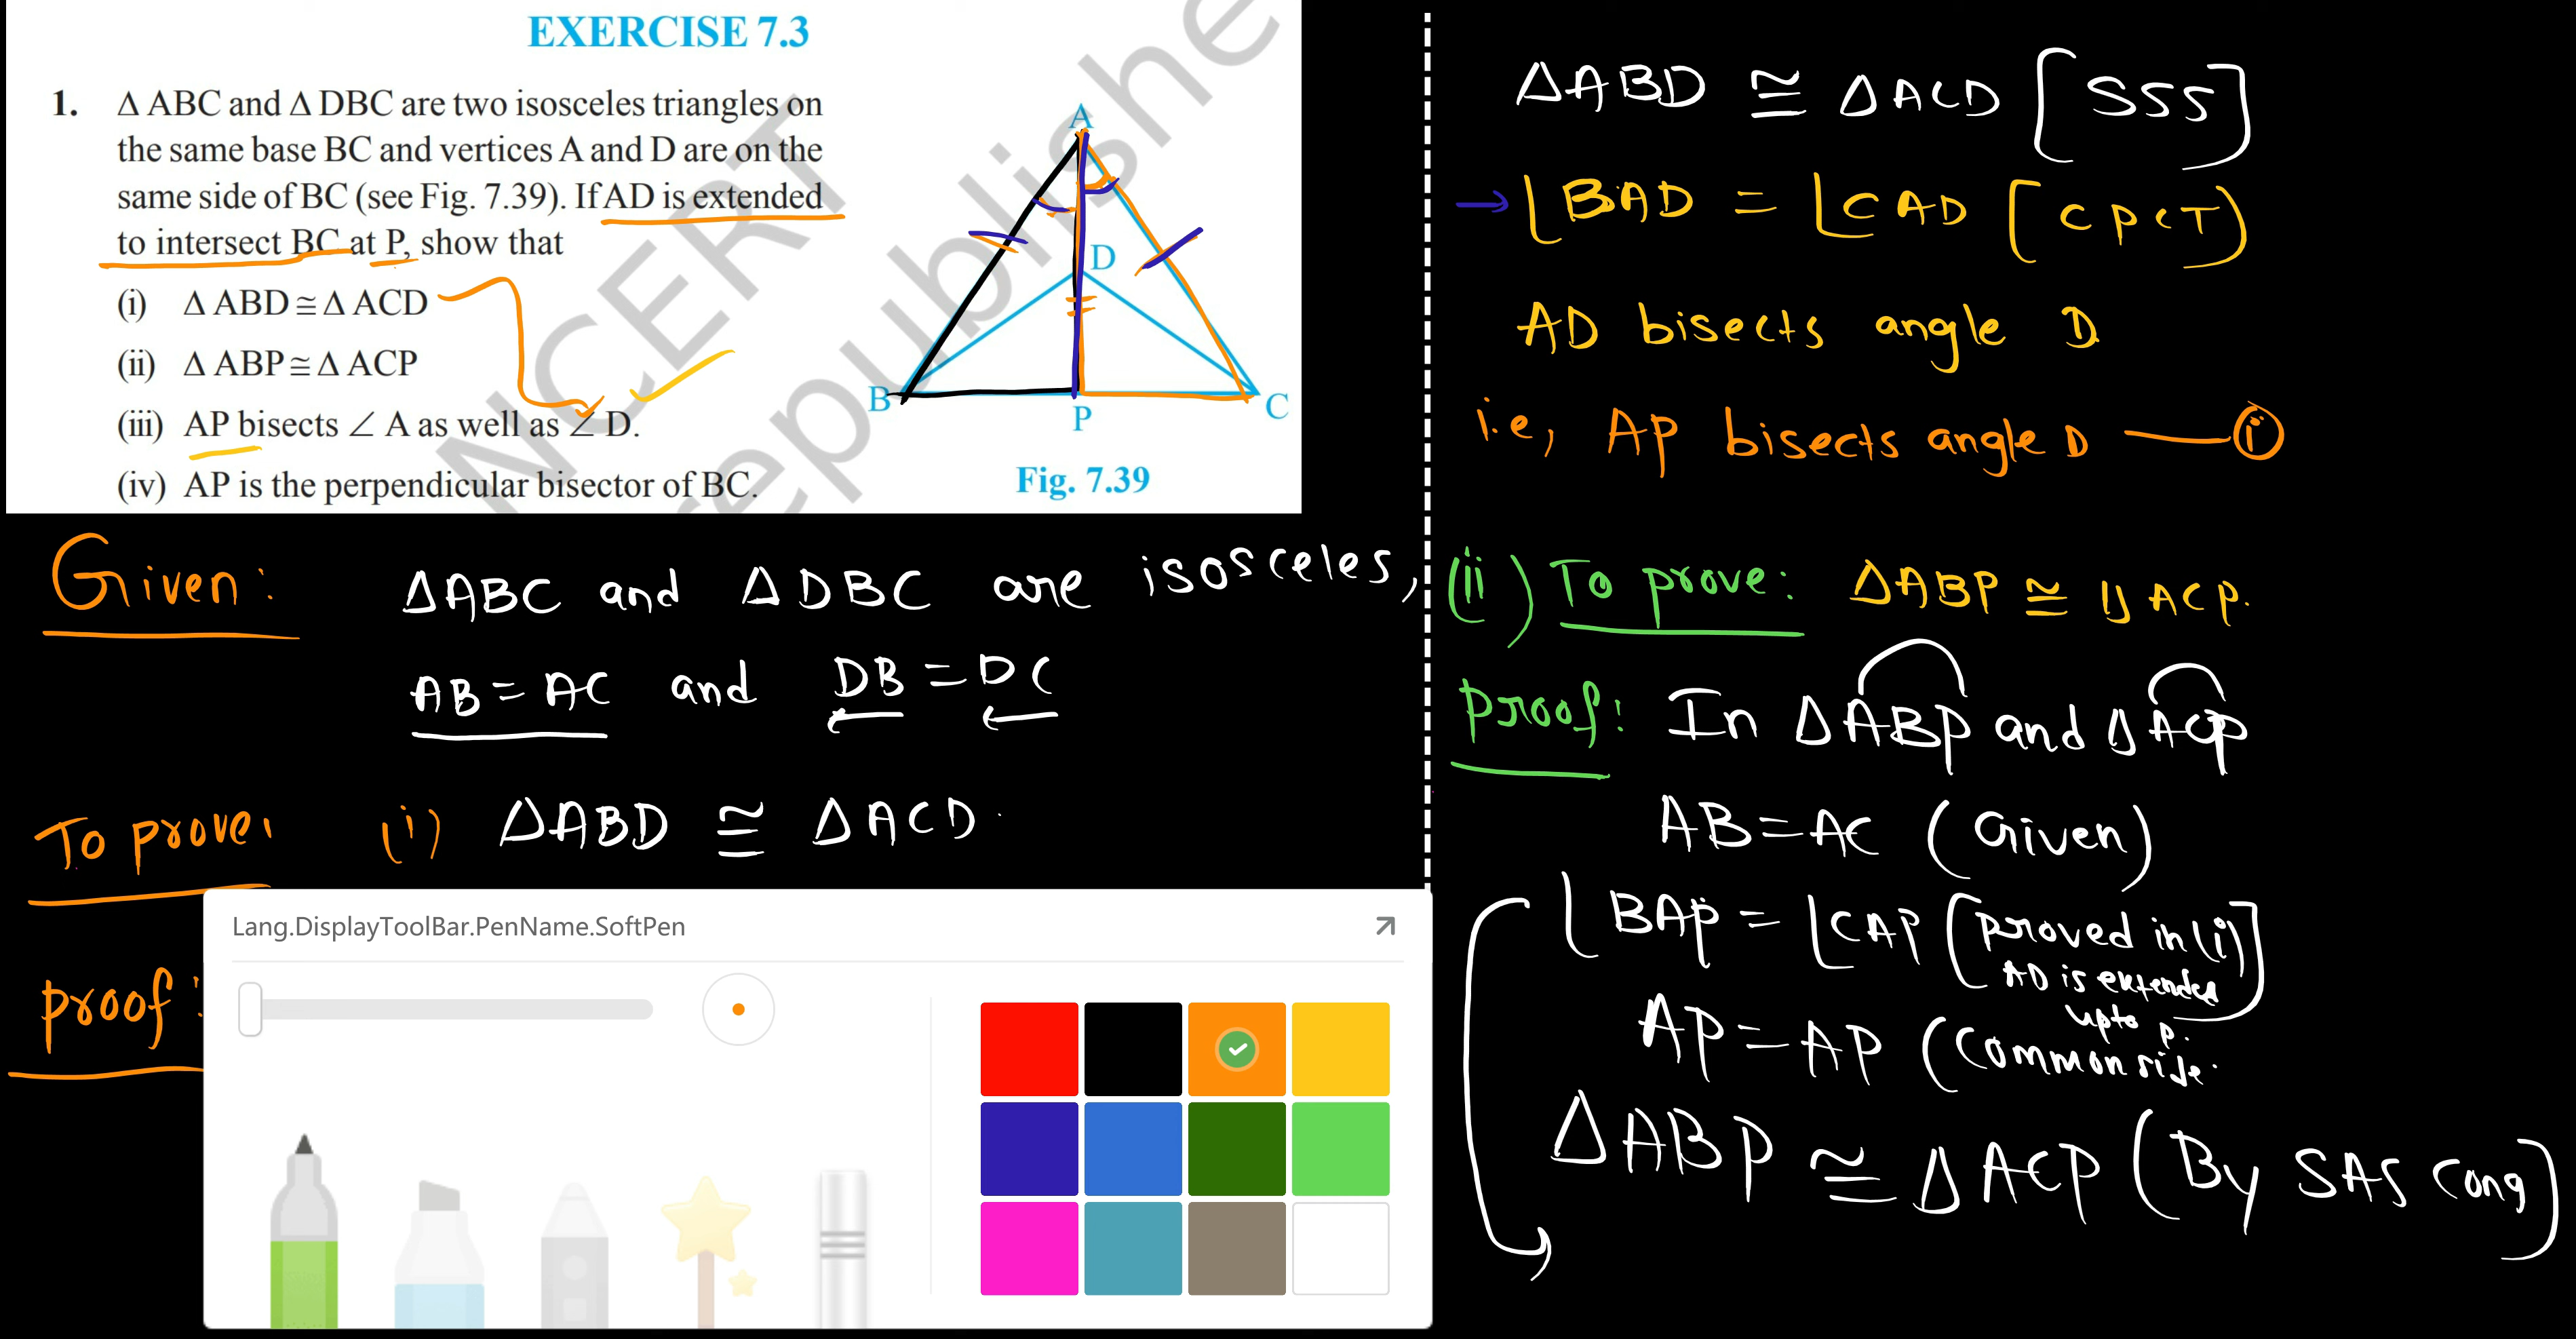 EXERCISE 7.3
1. Δ ABC and Δ DBC are two isosceles triangles on
the same base BC and vertices A and D are on the
same side of BC (see Fig. 7.39). If AD is extended
to intersect BC at P, show that
(i) Δ ABD ≅ Δ ACD
(ii) Δ ABP ≅ Δ ACP
(iii) AP bisects ∠ A as well as ∠ D.
(iv) AP is the perpendicular bisector of BC.
A
D
B
P
C
Fig. 7.39
NCERT
republishe
Given: ΔABC and ΔDBC are isosceles,
AB = AC and DB = DC
To prove: (i) ΔABD ≅ ΔACD.
proof:
Lang.DisplayToolBar.PenName.SoftPen
ΔABD ≅ ΔACD [SSS]
→ ∠BAD = ∠CAD [CPCT)
AD bisects angle D
i.e, AP bisects angle D — (i)
(ii) To prove: ΔABP ≅ ΔACP.
proof: In ΔABP and ΔACP
AB = AC (Given)
∠BAP = ∠CAP [proved in (i)
AD is extended
upto P.]
AP = AP (Common side.
ΔABP ≅ ΔACP (By SAS Cong)